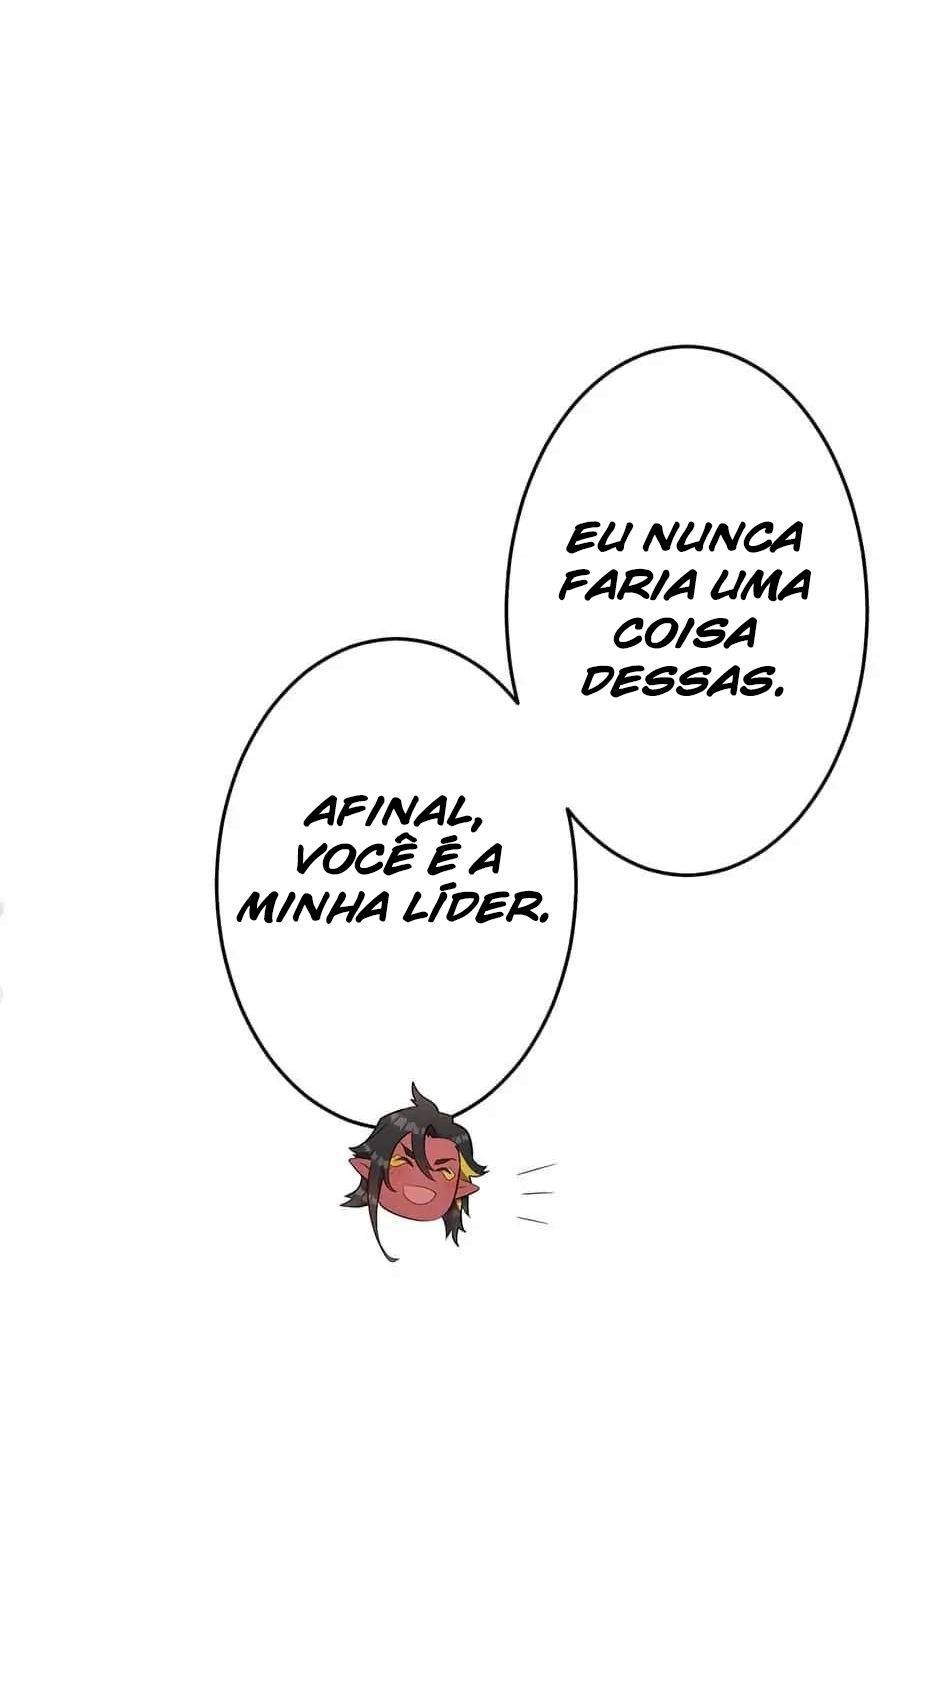 EU NUNCA
FARIA UMA
COISA
DESSAS.
AFINAL,
VOCÊ É A
MINHA LÍDER.